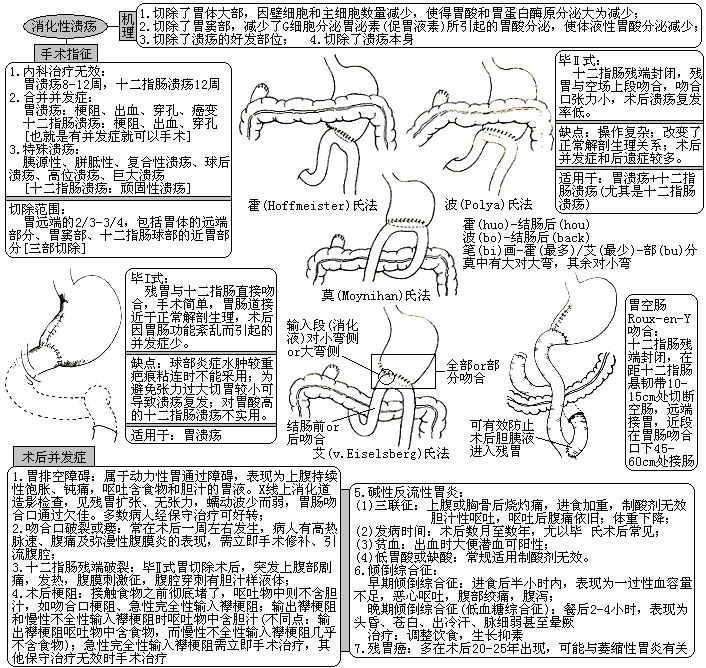 消化性溃疡
机理
1.切除了胃体大部，因壁细胞和主细胞数量减少，使得胃酸和胃蛋白酶原分泌大为减少；
2.切除了胃窦部，减少了G细胞分泌胃泌素(促胃液素)所引起的胃酸分泌，使体液性胃酸分泌减少；
3.切除了溃疡的好发部位； 4.切除了溃疡本身
手术指征
1.内科治疗无效：
胃溃疡8-12周，十二指肠溃疡12周
2.合并并发症：
胃溃疡：梗阻、出血、穿孔、癌变
十二指肠溃疡：梗阻、出血、穿孔
[也就是有并发症就可以手术]
3.特殊溃疡：
胰源性、胼胝性、复合性溃疡、球后
溃疡、高位溃疡、巨大溃疡
[十二指肠溃疡：顽固性溃疡]
切除范围：
胃远端的2/3-3/4，包括胃体的远端
部分、胃窦部、十二指肠球部的近胃部
分[三部切除]
霍(Hoffmeister)氏法
波(Polya)氏法
毕Ⅱ式：
十二指肠残端封闭，残
胃与空肠上段吻合，吻合
口张力小，术后溃疡复发
率低。
缺点：操作复杂；改变了
正常解剖生理关系；术后
并发症和后遗症较多。
适用于：胃溃疡+十二指
肠溃疡(尤其是十二指肠
溃疡)
霍(huo)-结肠后(hou)
波(bo)-结肠后(back)
笔(bi)画-霍(最多)/艾(最少)-部(bu)分
莫中有大对大弯，其余对小弯
莫(Moynihan)氏法
毕Ⅰ式：
残胃与十二指肠直接吻
合，手术简单，胃肠道接
近于正常解剖生理，术后
因胃肠功能紊乱而引起的
并发症少。
缺点：球部炎症水肿较重
疤痕粘连时不能采用；为
避免张力过大切胃较小可
导致溃疡复发；对胃酸高
的十二指肠溃疡不实用。
适用于：胃溃疡
输入段(消化
液)对小弯侧
or大弯侧
全部or部
分吻合
结肠前or
后吻合
艾(v.Eiselsberg)氏法
可有效防止
术后胆胰液
进入残胃
胃空肠
Roux-en-Y
吻合：
十二指肠残
端封闭，在
距十二指肠
悬韧带10-
15cm处切断
空肠，远端
接胃，近段
在胃肠吻合
口下45-
60cm处接肠
术后并发症
1.胃排空障碍：属于动力性胃通过障碍，表现为上腹持续
性饱胀、钝痛，呕吐含食物和胆汁的胃液。X线上消化道
造影检查，见残胃扩张、无张力，蠕动波少而弱，胃肠吻
合口通过欠佳。多数病人经保守治疗可好转；
2.吻合口破裂或瘘：常在术后一周左右发生，病人有高热
脉速、腹痛及弥漫性腹膜炎的表现，需立即手术修补、引
流腹腔；
3.十二指肠残端破裂：毕Ⅱ式胃切除术后，突发上腹部剧
痛，发热，腹膜刺激征，腹腔穿刺有胆汁样液体；
4.术后梗阻：接触食物之前彻底堵了，呕吐物中则不含胆
汁，如吻合口梗阻、急性完全性输入襻梗阻；输出襻梗阻
和慢性不全性输入襻梗阻时呕吐物中含胆汁(不同点：输
出襻梗阻呕吐物中含食物，而慢性不全性输入襻梗阻几乎
不含食物)；急性完全性输入襻梗阻需立即手术治疗，其
他保守治疗无效时手术治疗
5.碱性反流性胃炎：
(1)三联征：上腹或胸骨后烧灼痛，进食加重，制酸剂无效
胆汁性呕吐，呕吐后腹痛依旧；体重下降；
(2)发病时间：术后数月至数年，尤以毕 氏术后常见；
(3)贫血：出血时大便潜血可阳性；
(4)低胃酸或缺酸：常规适用制酸剂无效。
6.倾倒综合症：
早期倾倒综合症：进食后半小时内，表现为一过性血容量
不足，恶心呕吐，腹部绞痛，腹泻；
晚期倾倒综合征(低血糖综合症)：餐后2-4小时，表现为
头昏、苍白、出冷汗、脉细弱甚至晕厥
治疗：调整饮食，生长抑素
7.残胃癌：多在术后20-25年出现，可能与萎缩性胃炎有关